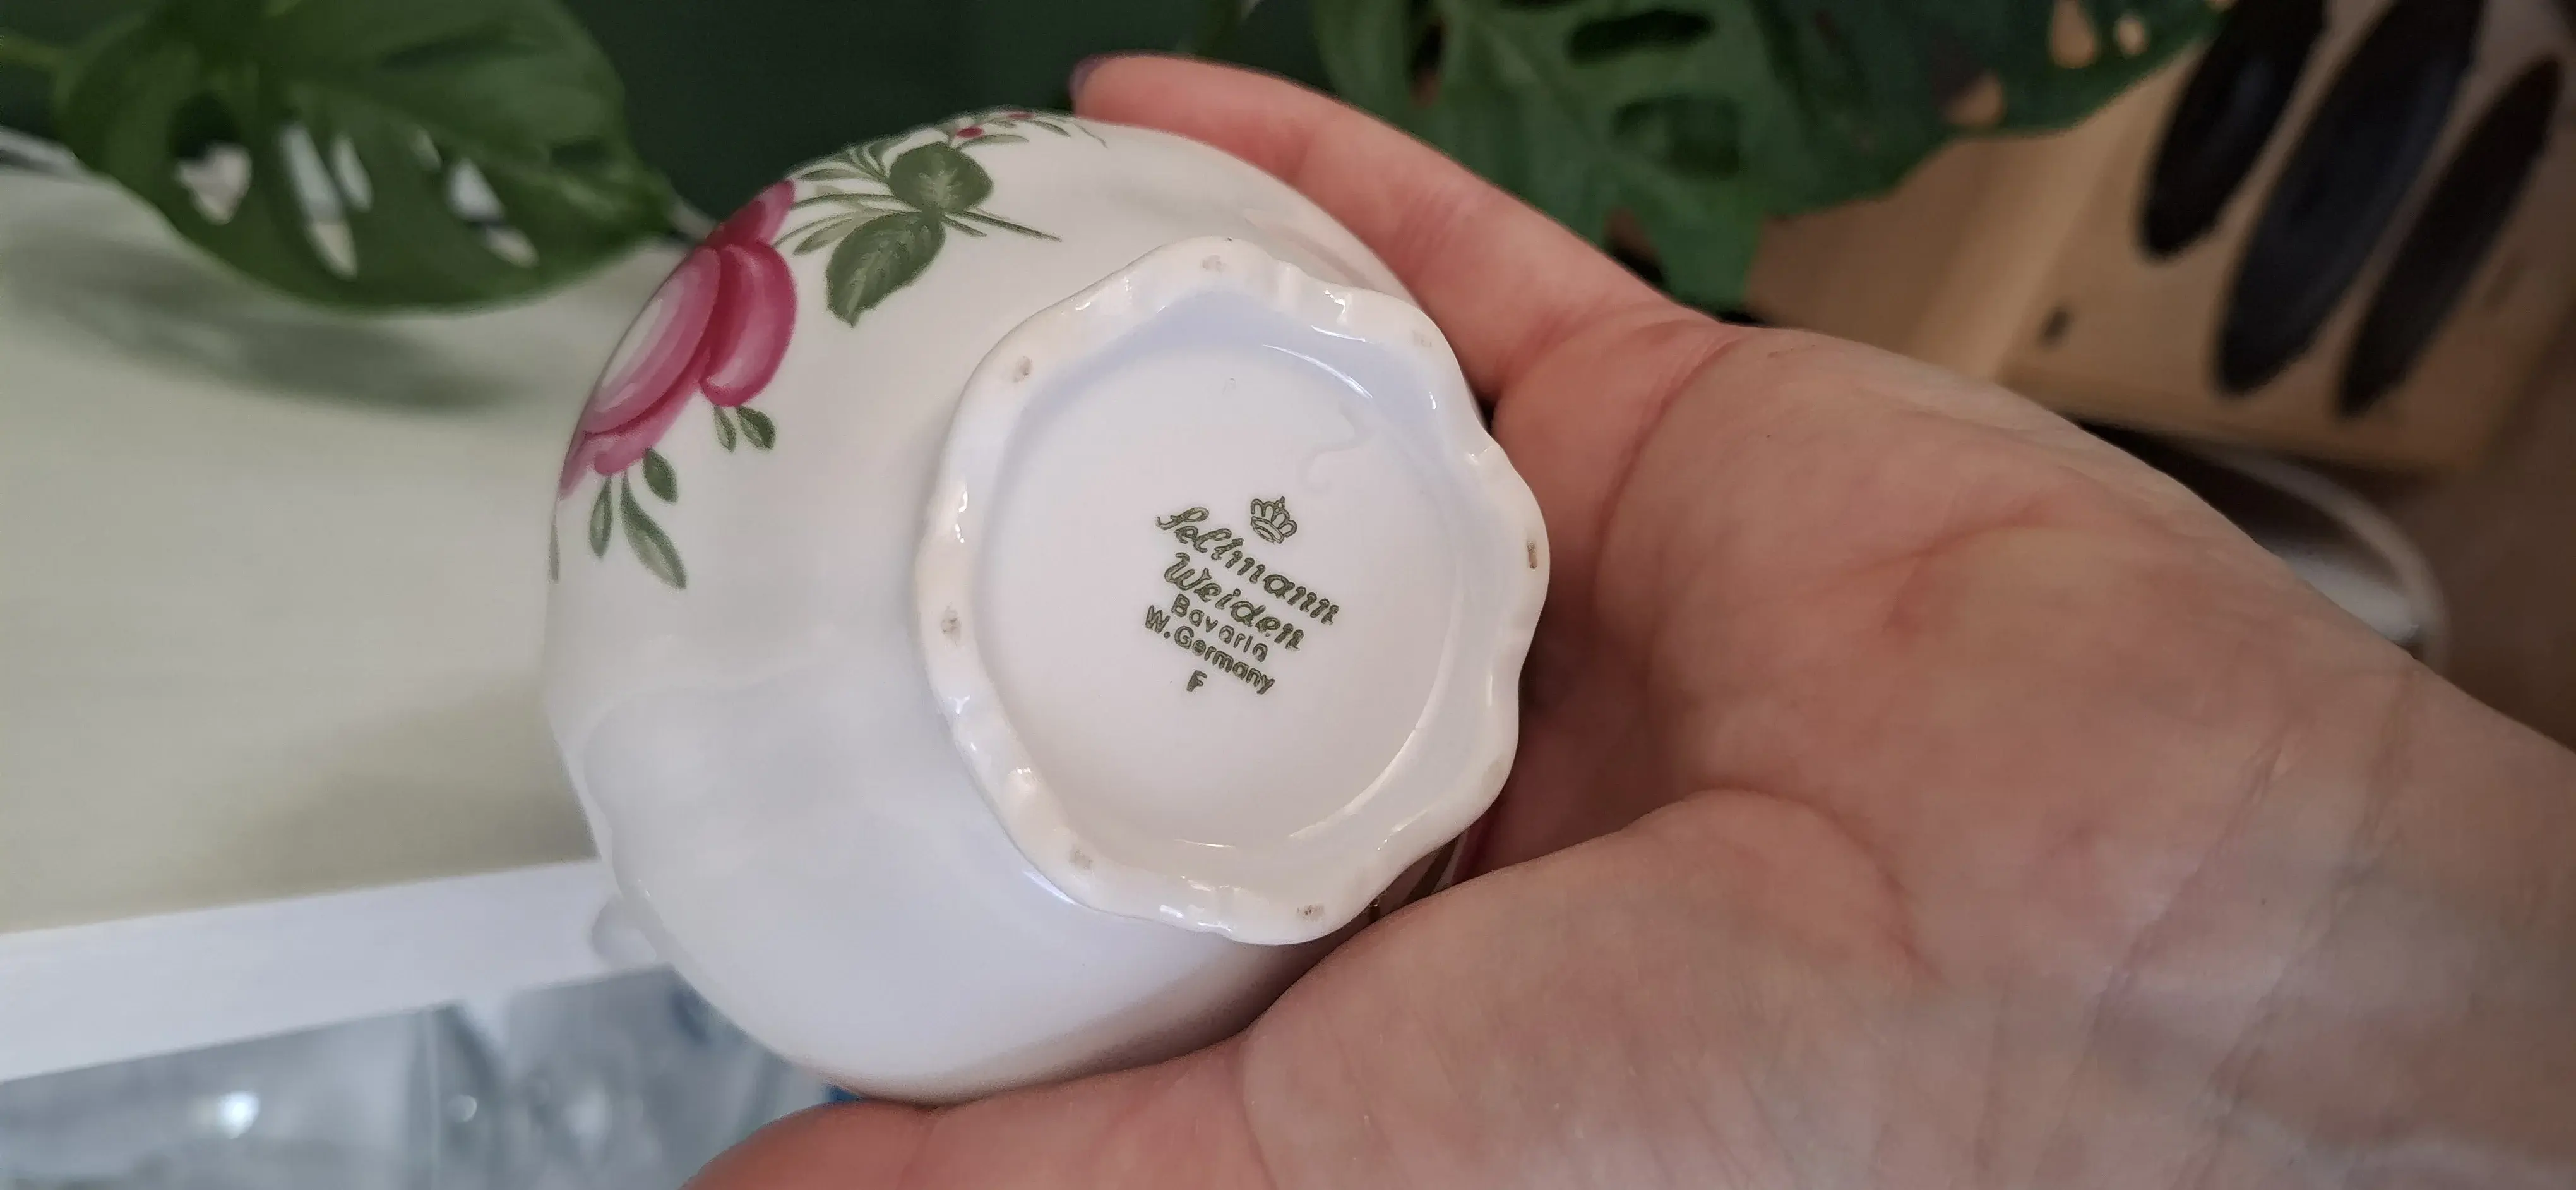 Seltmann
Weiden
Bavaria
W. Germany
F